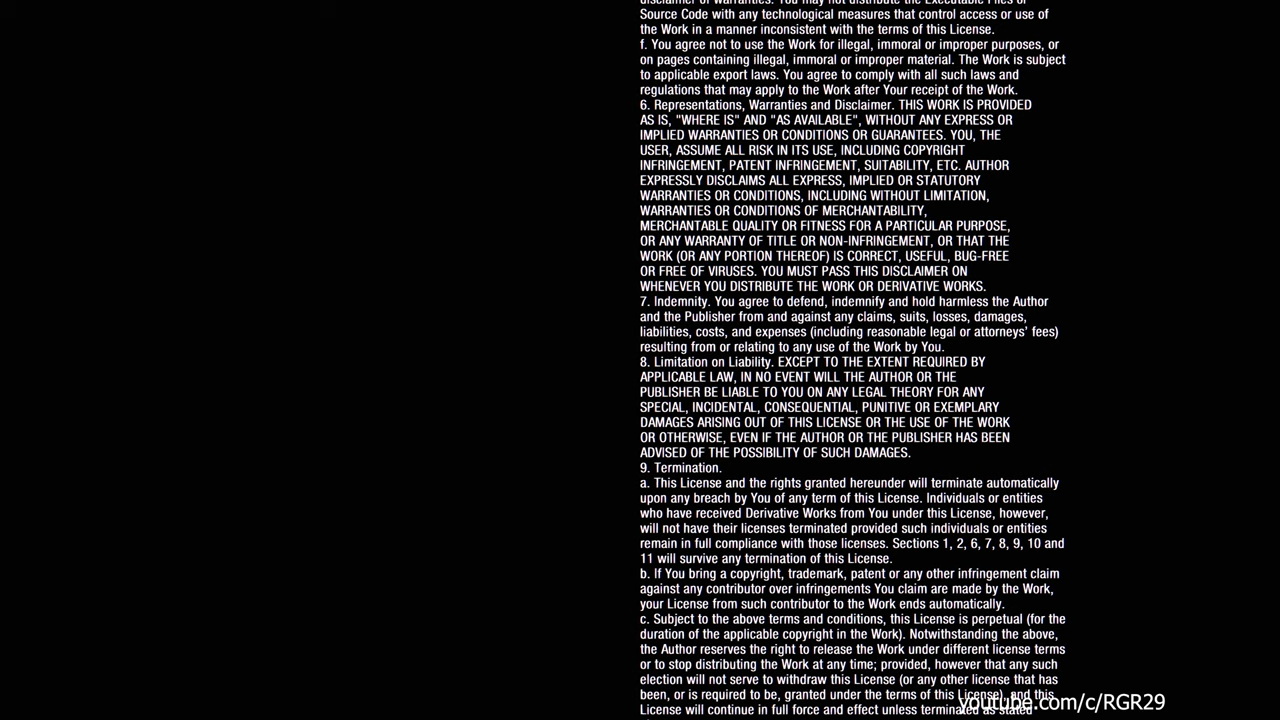 disclaimer of warranties. You may not distribute the Executable Files or
Source Code with any technological measures that control access or use of
the Work in a manner inconsistent with the terms of this License.
f. You agree not to use the Work for illegal, immoral or improper purposes, or
on pages containing illegal, immoral or improper material. The Work is subject
to applicable export laws. You agree to comply with all such laws and
regulations that may apply to the Work after Your receipt of the Work.
6. Representations, Warranties and Disclaimer. THIS WORK IS PROVIDED
AS IS, "WHERE IS" AND "AS AVAILABLE", WITHOUT ANY EXPRESS OR
IMPLIED WARRANTIES OR CONDITIONS OR GUARANTEES. YOU, THE
USER, ASSUME ALL RISK IN ITS USE, INCLUDING COPYRIGHT
INFRINGEMENT, PATENT INFRINGEMENT, SUITABILITY, ETC. AUTHOR
EXPRESSLY DISCLAIMS ALL EXPRESS, IMPLIED OR STATUTORY
WARRANTIES OR CONDITIONS, INCLUDING WITHOUT LIMITATION,
WARRANTIES OR CONDITIONS OF MERCHANTABILITY,
MERCHANTABLE QUALITY OR FITNESS FOR A PARTICULAR PURPOSE,
OR ANY WARRANTY OF TITLE OR NON-INFRINGEMENT, OR THAT THE
WORK (OR ANY PORTION THEREOF) IS CORRECT, USEFUL, BUG-FREE
OR FREE OF VIRUSES. YOU MUST PASS THIS DISCLAIMER ON
WHENEVER YOU DISTRIBUTE THE WORK OR DERIVATIVE WORKS.
7. Indemnity. You agree to defend, indemnify and hold harmless the Author
and the Publisher from and against any claims, suits, losses, damages,
liabilities, costs, and expenses (including reasonable legal or attorneys' fees)
resulting from or relating to any use of the Work by You.
8. Limitation on Liability. EXCEPT TO THE EXTENT REQUIRED BY
APPLICABLE LAW, IN NO EVENT WILL THE AUTHOR OR THE
PUBLISHER BE LIABLE TO YOU ON ANY LEGAL THEORY FOR ANY
SPECIAL, INCIDENTAL, CONSEQUENTIAL, PUNITIVE OR EXEMPLARY
DAMAGES ARISING OUT OF THIS LICENSE OR THE USE OF THE WORK
OR OTHERWISE, EVEN IF THE AUTHOR OR THE PUBLISHER HAS BEEN
ADVISED OF THE POSSIBILITY OF SUCH DAMAGES.
9. Termination.
a. This License and the rights granted hereunder will terminate automatically
upon any breach by You of any term of this License. Individuals or entities
who have received Derivative Works from You under this License, however,
will not have their licenses terminated provided such individuals or entities
remain in full compliance with those licenses. Sections 1, 2, 6, 7, 8, 9, 10 and
11 will survive any termination of this License.
b. If You bring a copyright, trademark, patent or any other infringement claim
against any contributor over infringements You claim are made by the Work,
your License from such contributor to the Work ends automatically.
c. Subject to the above terms and conditions, this License is perpetual (for the
duration of the applicable copyright in the Work). Notwithstanding the above,
the Author reserves the right to release the Work under different license terms
or to stop distributing the Work at any time; provided, however that any such
election will not serve to withdraw this License (or any other license that has
been, or is required to be, granted under the terms of this License), and this
License will continue in full force and effect unless terminated as stated
youtube.com/c/RGR29